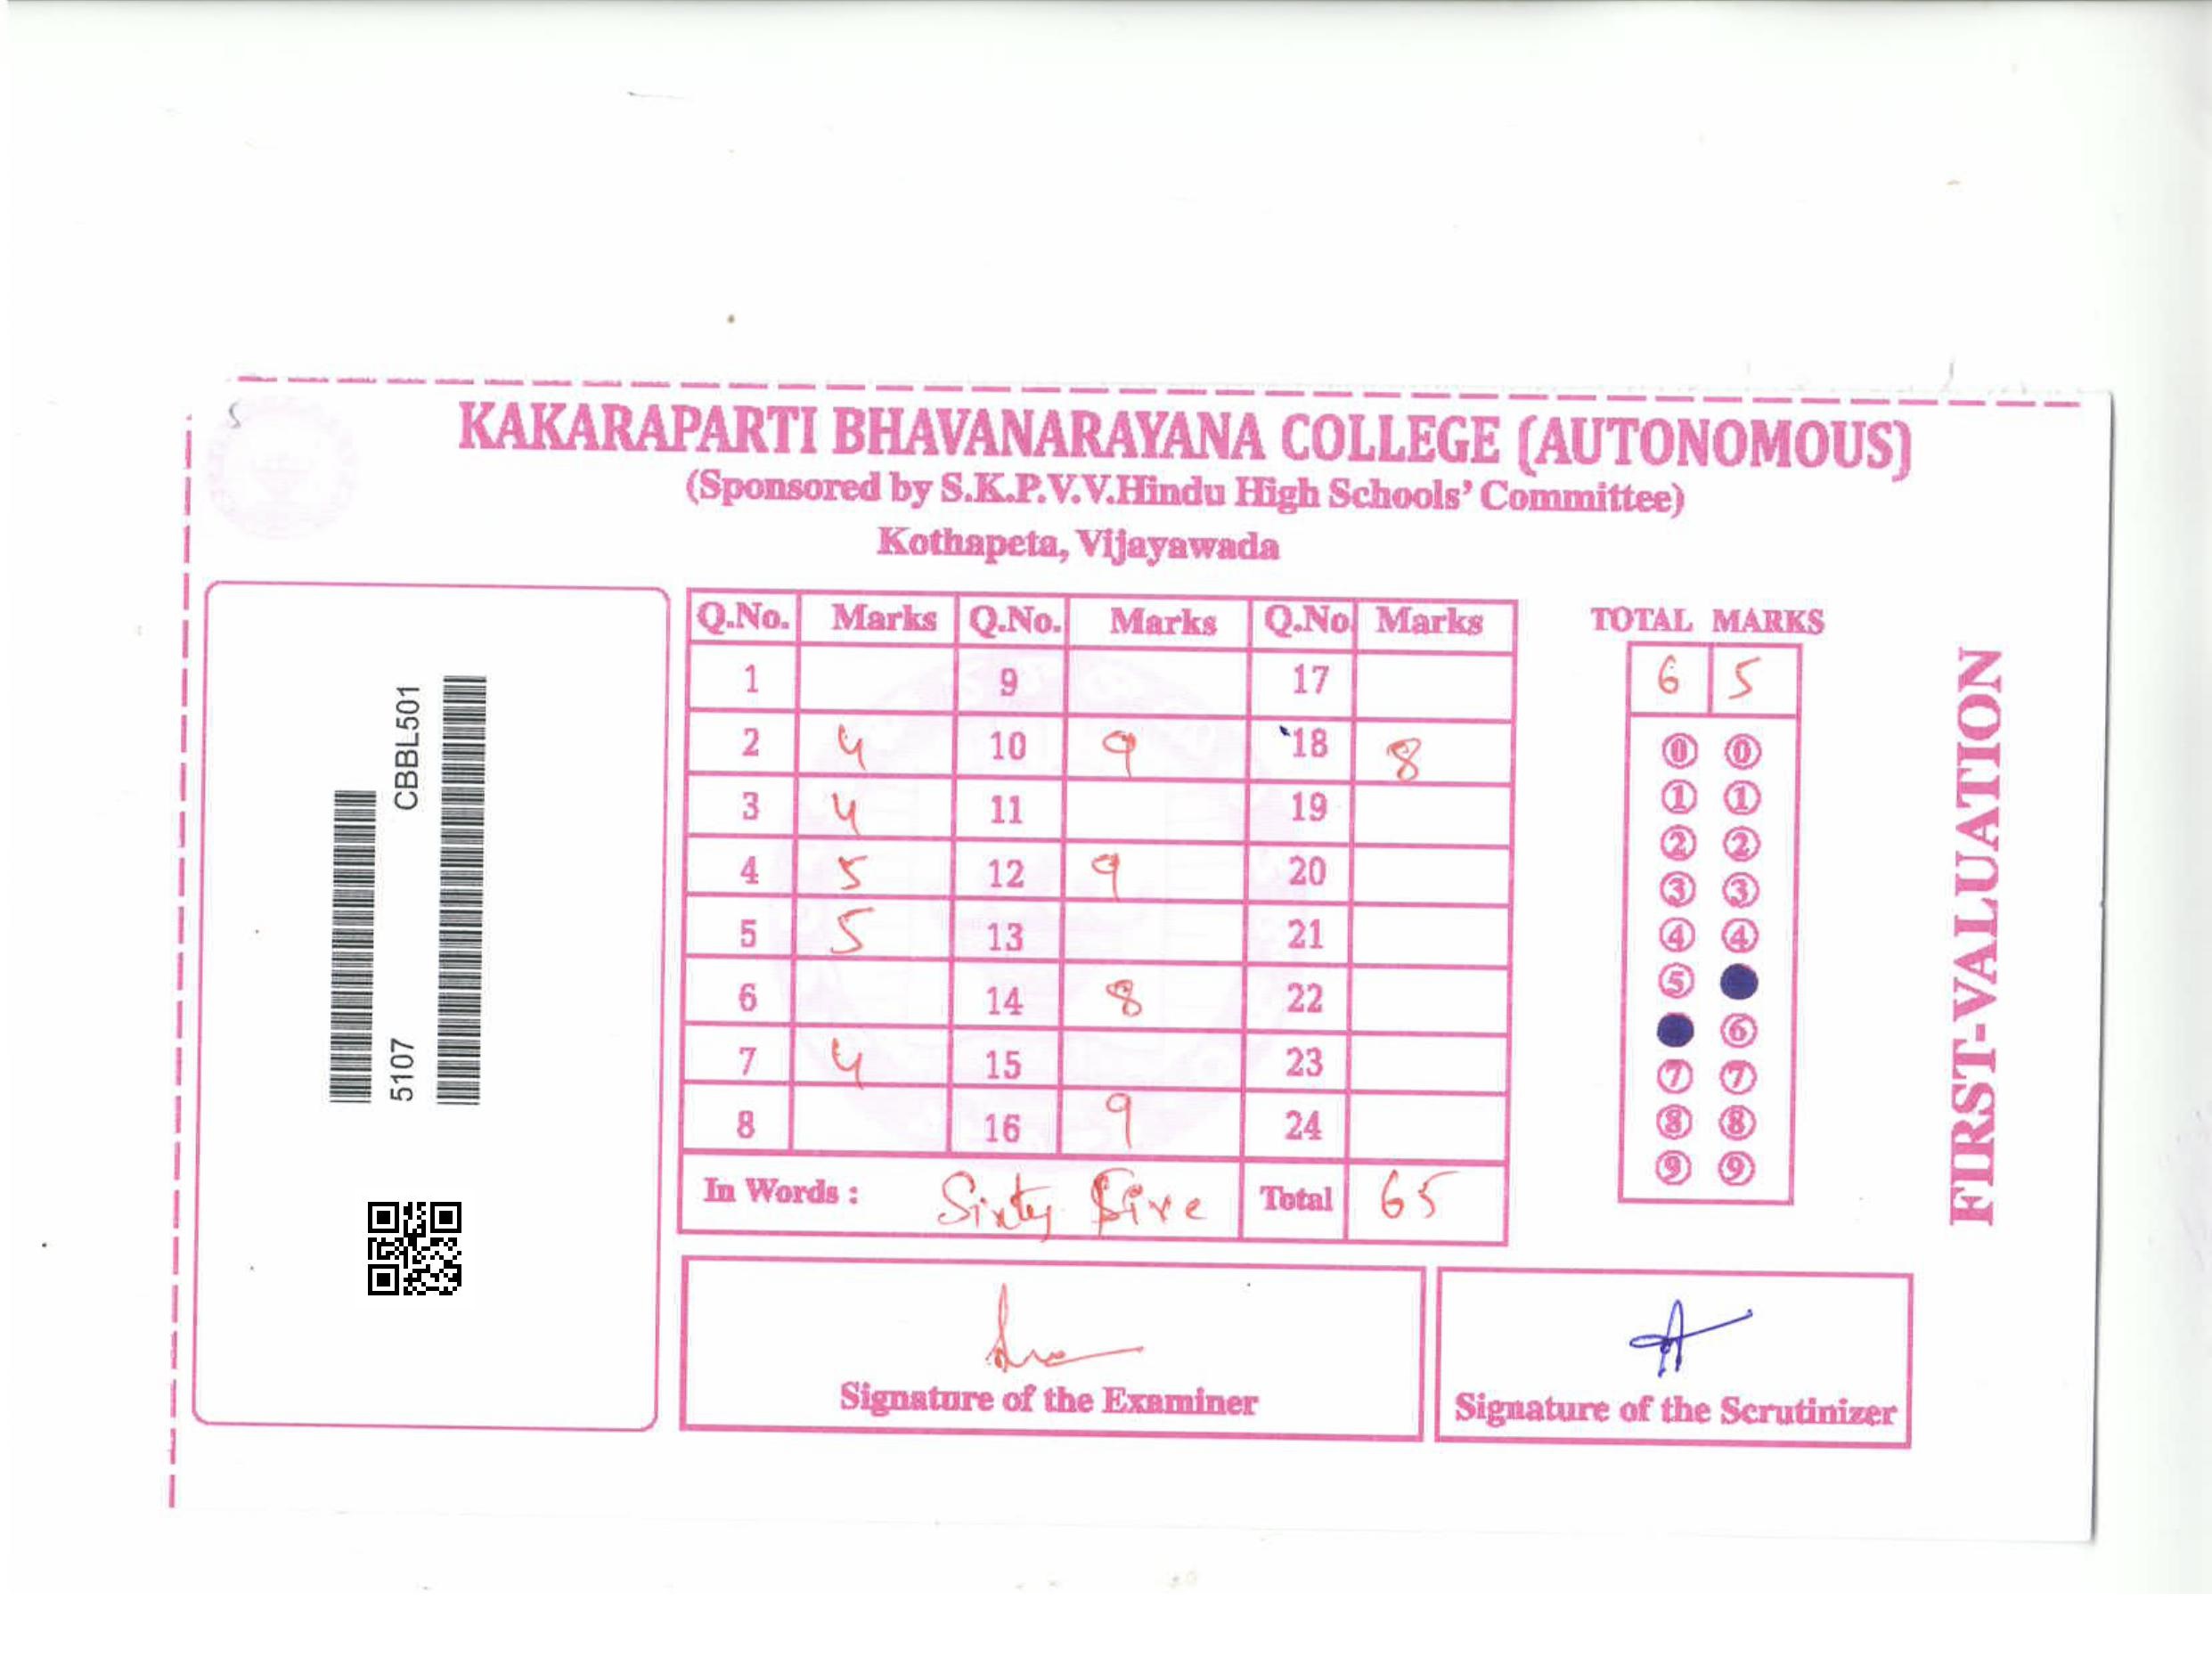 KAKARAPARTI BHAVANARAYANA COLLEGE (AUTONOMOUS)
(Sponsored by S.K.P.V.V.Hindu High Schools' Committee)
Kothapeta, Vijayawada
5107 CBBL501
Q.No. Marks Q.No. Marks Q.No Marks
1 9 17
2 4 10 9 18 8
3 4 11 19
4 5 12 9 20
5 5 13 21
6 14 8 22
7 4 15 23
8 16 9 24
In Words : Sixty Five Total 65
TOTAL MARKS
6 5
0 0
1 1
2 2
3 3
4 4
5
6
7 7
8 8
9 9
FIRST-VALUATION
Signature of the Examiner
Signature of the Scrutinizer